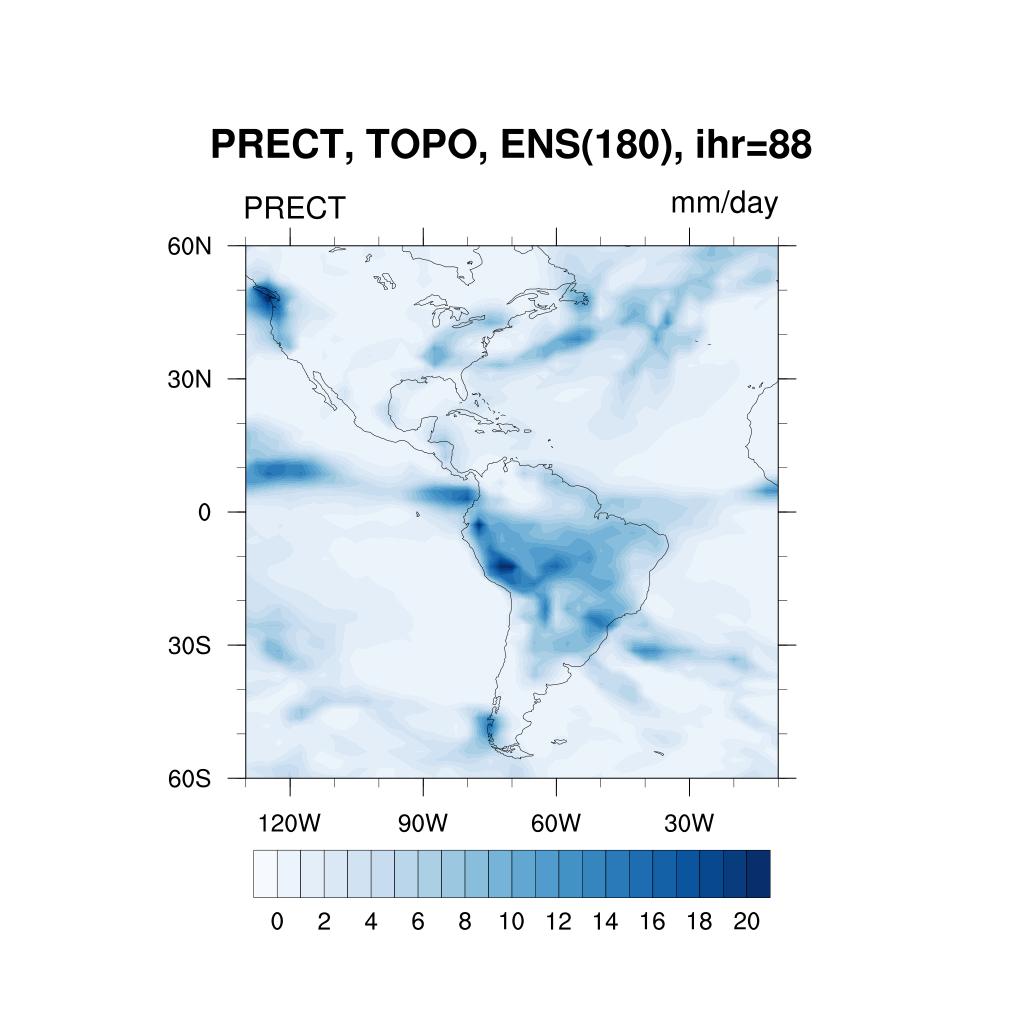 PRECT, TOPO, ENS(180), ihr=88
PRECT mm/day
60N
30N
0
30S
60S
120W 90W 60W 30W
0 2 4 6 8 10 12 14 16 18 20